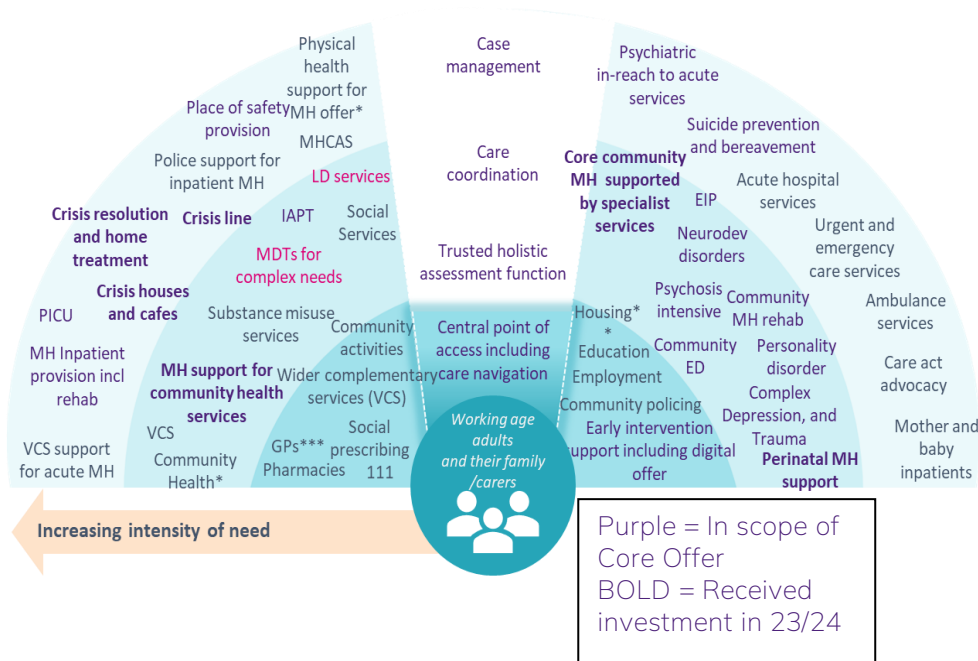 Physical
health
support for
MH offer*
Place of safety
provision
MHCAS
Police support for
inpatient MH
LD services
Crisis resolution
and home
treatment
Crisis line
IAPT
Social
Services
MDTs for
complex needs
Crisis houses
and cafes
PICU
Substance misuse
services
Community
activities
MH Inpatient
provision incl
rehab
MH support for
community health
services
Wider complementary
services (VCS)
VCS support
for acute MH
VCS
Community
Health*
GPs***
Pharmacies
Social
prescribing
111
Case
management
Care
coordination
Trusted holistic
assessment function
Central point of
access including
care navigation
Working age
adults
and their family
/carers
Psychiatric
in-reach to acute
services
Suicide prevention
and bereavement
Core community
MH supported
by specialist
services
EIP
Acute hospital
services
Neurodev
disorders
Urgent and
emergency
care services
Psychosis
intensive
Community
MH rehab
Ambulance
services
Housing*
*
Education
Employment
Community
ED
Personality
disorder
Care act
advocacy
Community policing
Complex
Depression, and
Trauma
Early intervention
support including digital
offer
Perinatal MH
support
Mother and
baby
inpatients
Increasing intensity of need
Purple = In scope of
Core Offer
BOLD = Received
investment in 23/24